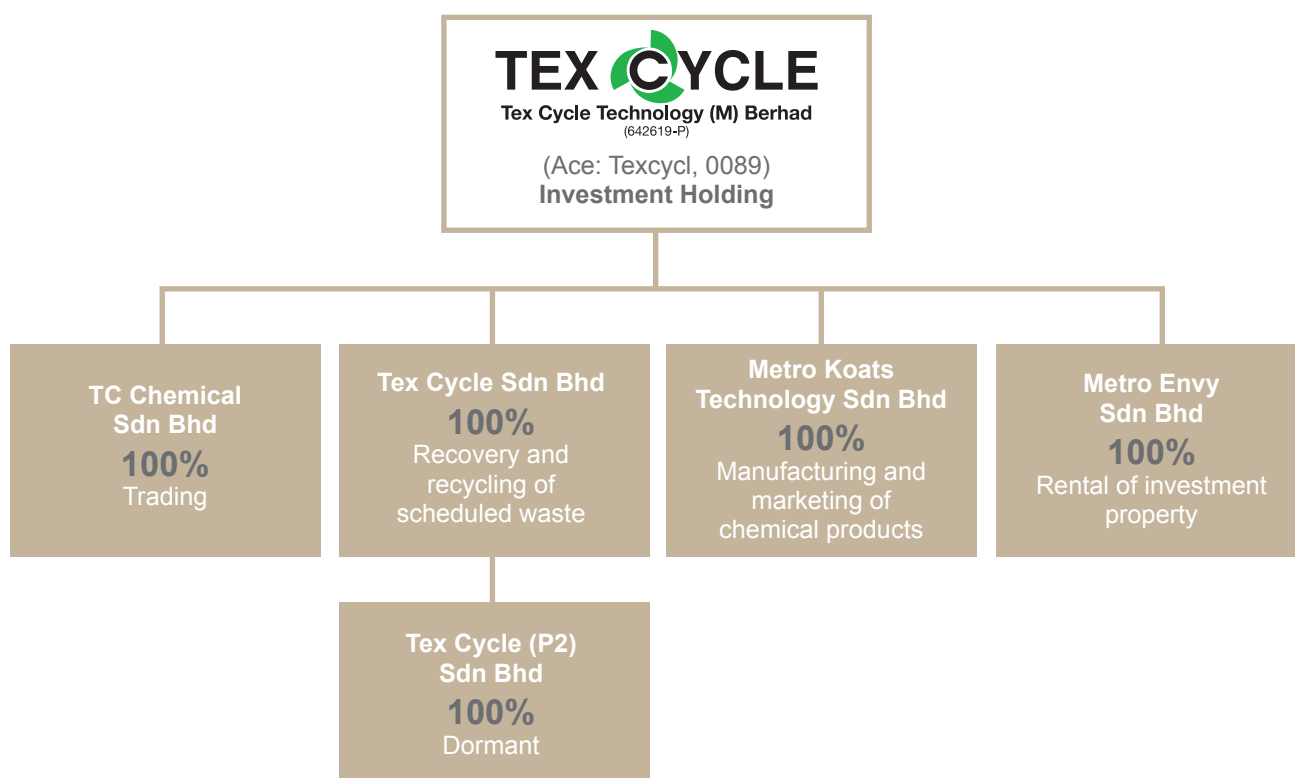 TEX CYCLE
Tex Cycle Technology (M) Berhad
(642619-P)
(Ace: Texcycl, 0089)
Investment Holding
TC Chemical
Sdn Bhd
100%
Trading
Tex Cycle Sdn Bhd
100%
Recovery and
recycling of
scheduled waste
Metro Koats
Technology Sdn Bhd
100%
Manufacturing and
marketing of
chemical products
Metro Envy
Sdn Bhd
100%
Rental of investment
property
Tex Cycle (P2)
Sdn Bhd
100%
Dormant